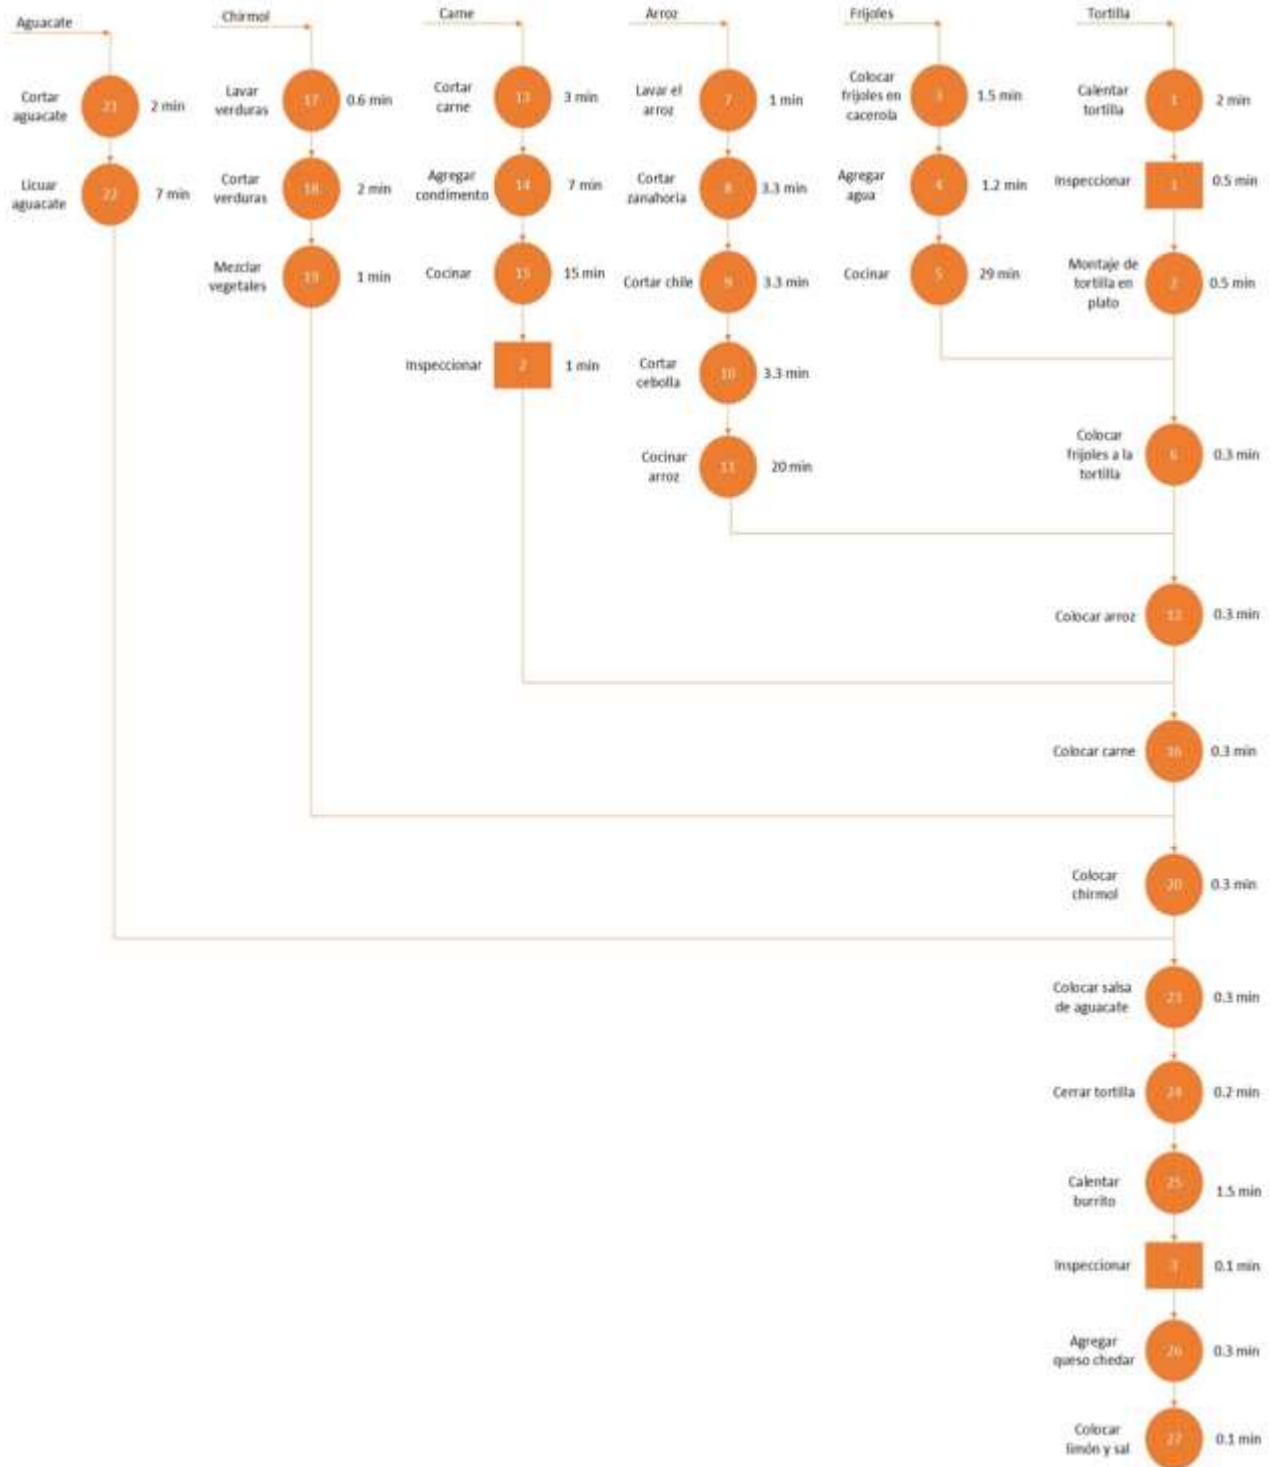 Aguacate
Cortar
aguacate
21
2 min
Licuar
aguacate
22
7 min
Chirmol
Lavar
verduras
17
0.6 min
Cortar
verduras
18
2 min
Mezclar
vegetales
19
1 min
Carne
Cortar
carne
13
3 min
Agregar
condimento
14
7 min
Cocinar
15
15 min
Inspeccionar
2
1 min
Arroz
Lavar el
arroz
7
1 min
Cortar
zanahoria
8
3.3 min
Cortar chile
9
3.3 min
Cortar
cebolla
10
3.3 min
Cocinar
arroz
11
20 min
Frijoles
Colocar
frijoles en
cacerola
3
1.5 min
Agregar
agua
4
1.2 min
Cocinar
5
29 min
Tortilla
Calentar
tortilla
1
2 min
Inspeccionar
1
0.5 min
Montaje de
tortilla en
plato
2
0.5 min
Colocar
frijoles a la
tortilla
6
0.3 min
Colocar arroz
12
0.3 min
Colocar carne
16
0.3 min
Colocar
chirmol
20
0.3 min
Colocar salsa
de aguacate
23
0.3 min
Cerrar tortilla
24
0.2 min
Calentar
burrito
25
1.5 min
Inspeccionar
3
0.1 min
Agregar
queso chedar
26
0.3 min
Colocar
limón y sal
27
0.1 min